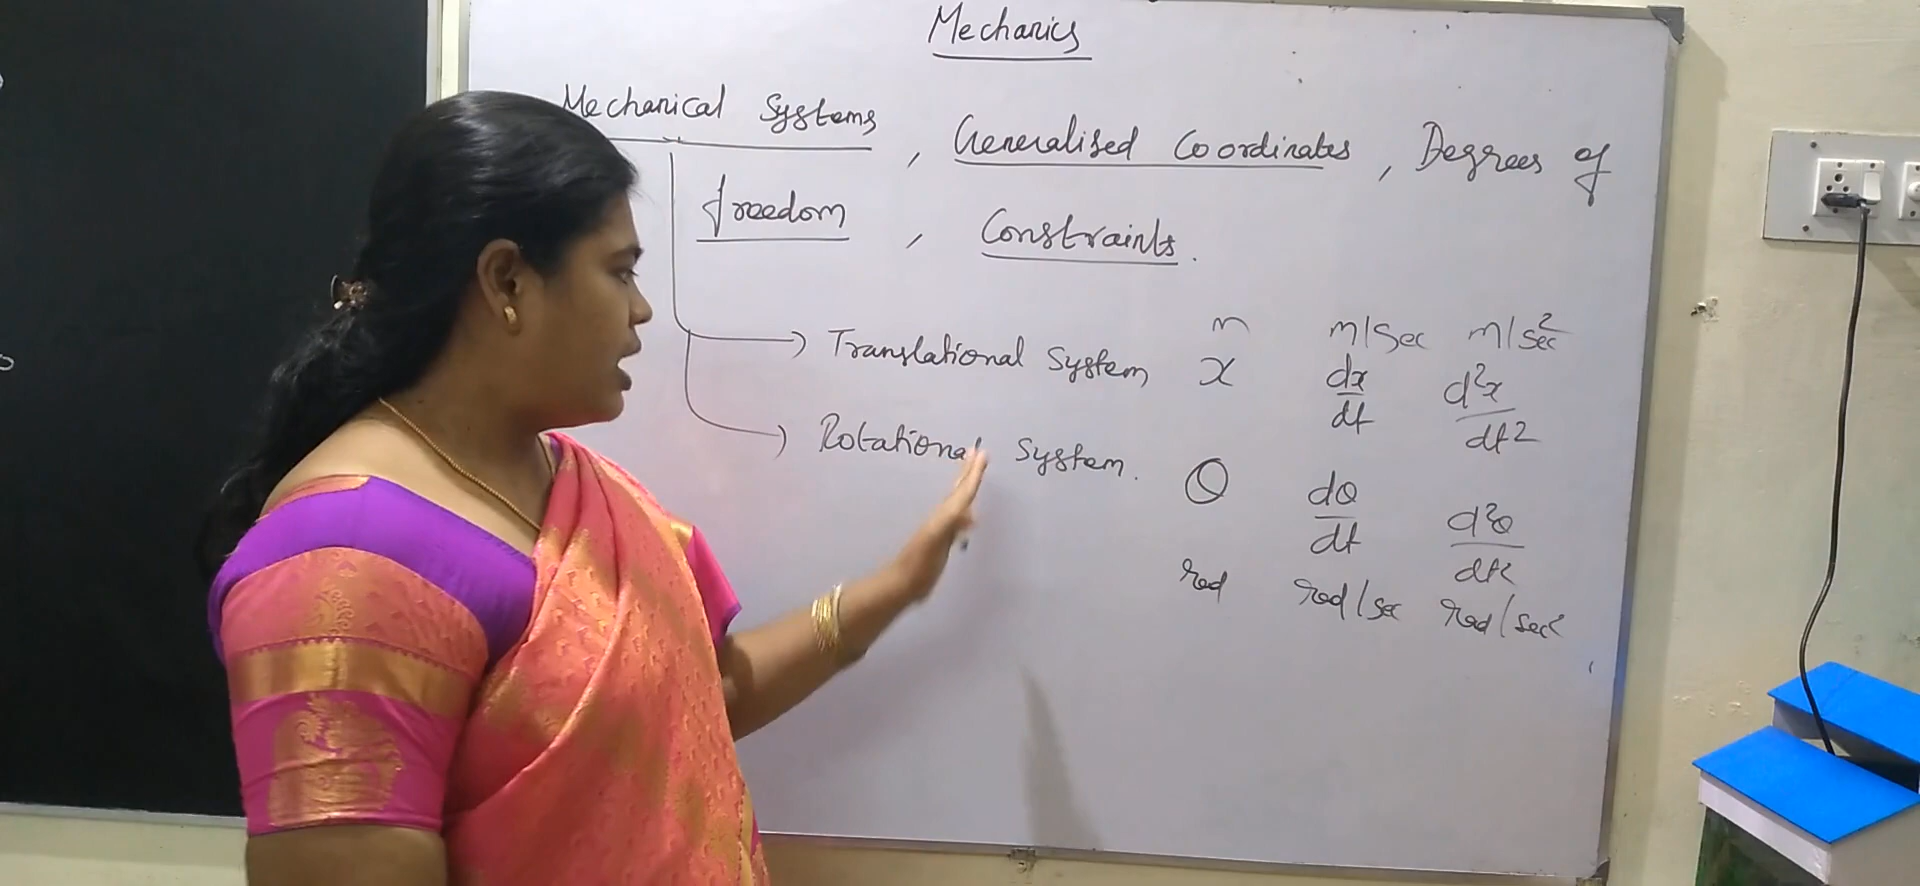 Mechanics
Mechanical Systems, Generalised Coordinates, Degrees of
freedom, Constraints.
m m/sec m/sec²
Translational System x dx/dt d²x/dt²
Rotational System. θ dθ/dt d²θ/dt²
rad rad/sec rad/sec²